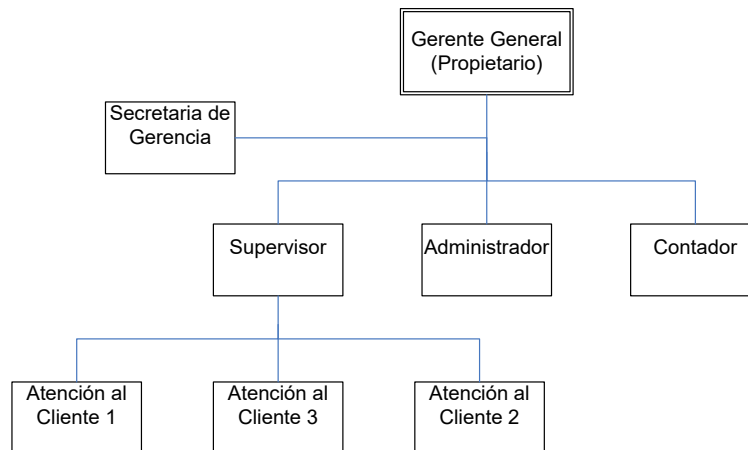 Gerente General
(Propietario)
Secretaria de
Gerencia
Supervisor
Administrador
Contador
Atención al
Cliente 1
Atención al
Cliente 3
Atención al
Cliente 2